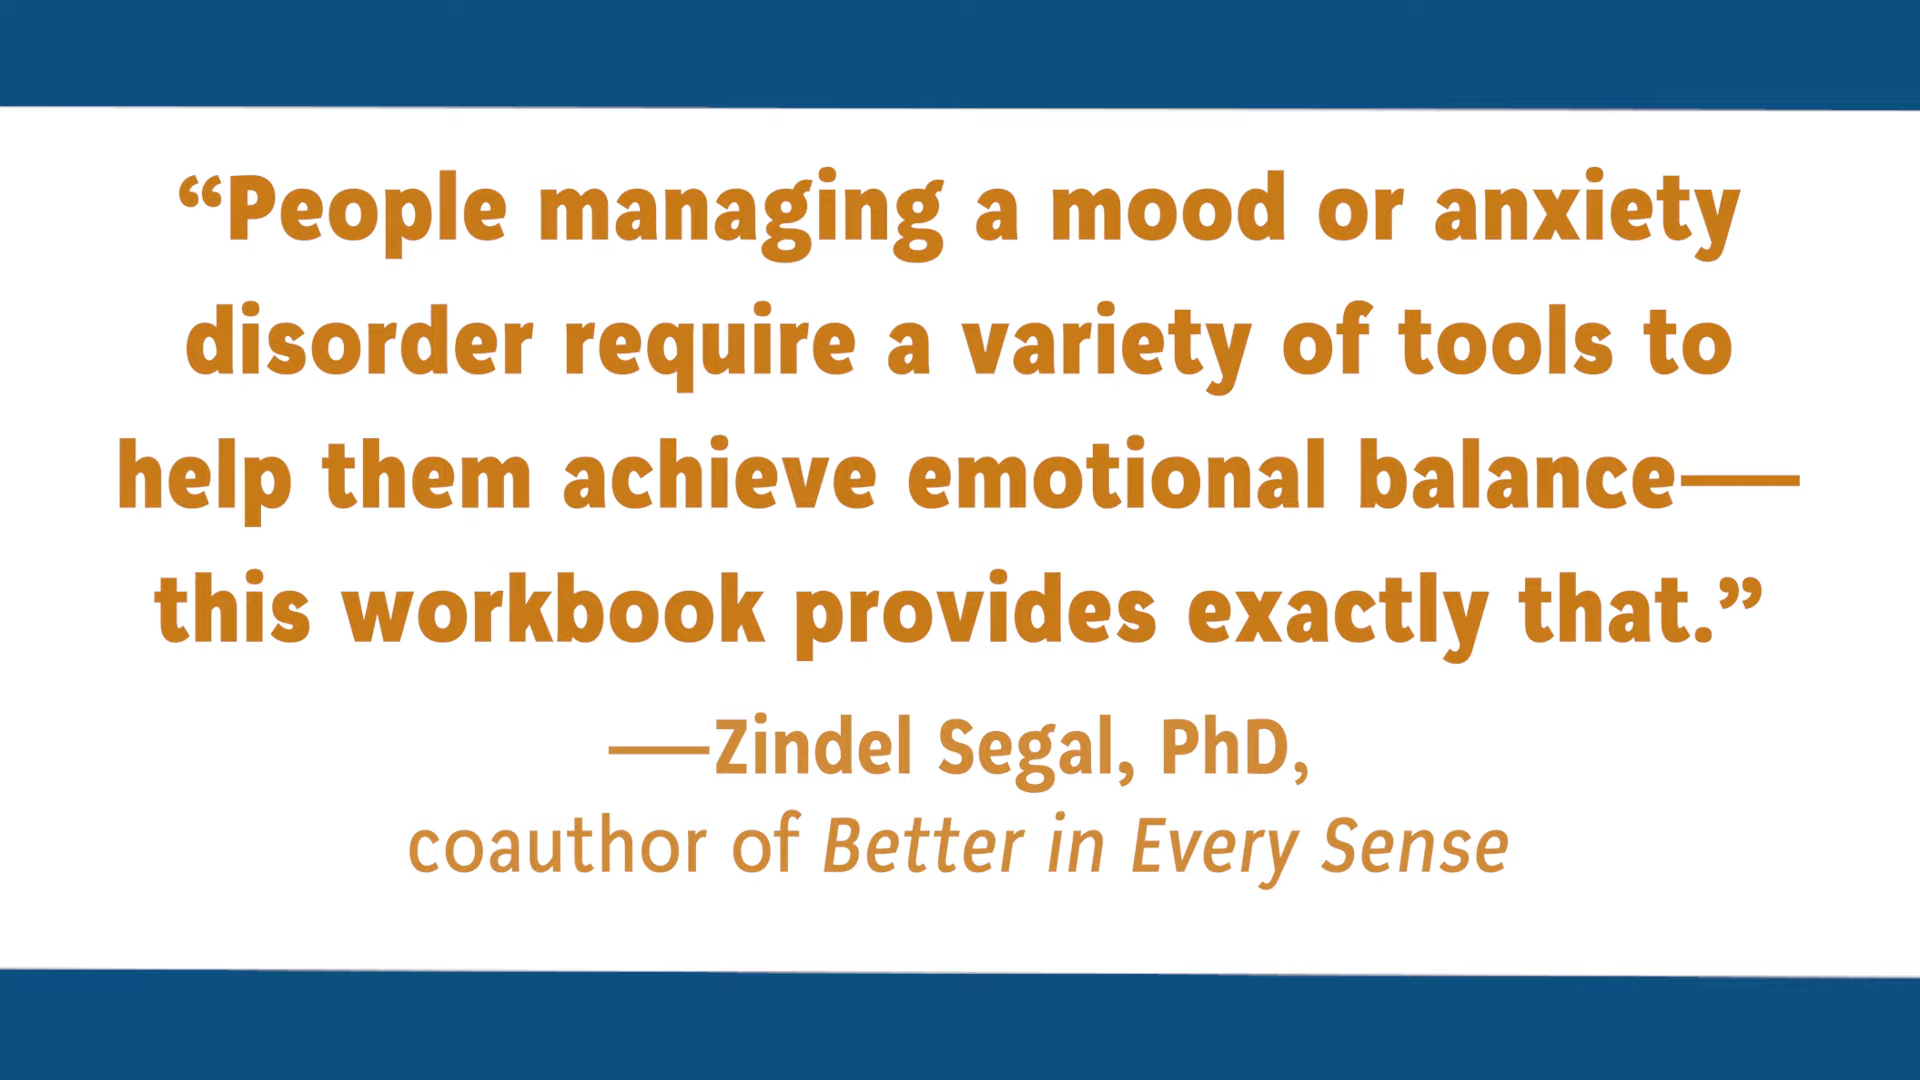 “People managing a mood or anxiety
disorder require a variety of tools to
help them achieve emotional balance—
this workbook provides exactly that.”
—Zindel Segal, PhD,
coauthor of Better in Every Sense